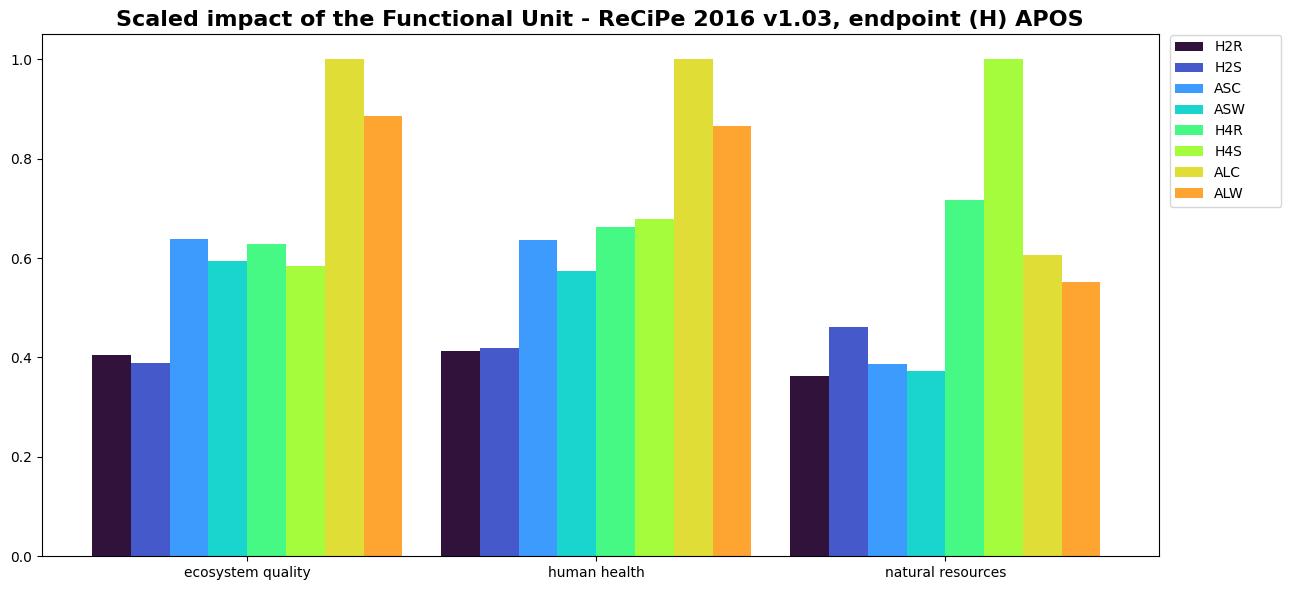 Scaled impact of the Functional Unit - ReCiPe 2016 v1.03, endpoint (H) APOS
1.0
0.8
0.6
0.4
0.2
0.0
ecosystem quality
human health
natural resources
H2R
H2S
ASC
ASW
H4R
H4S
ALC
ALW